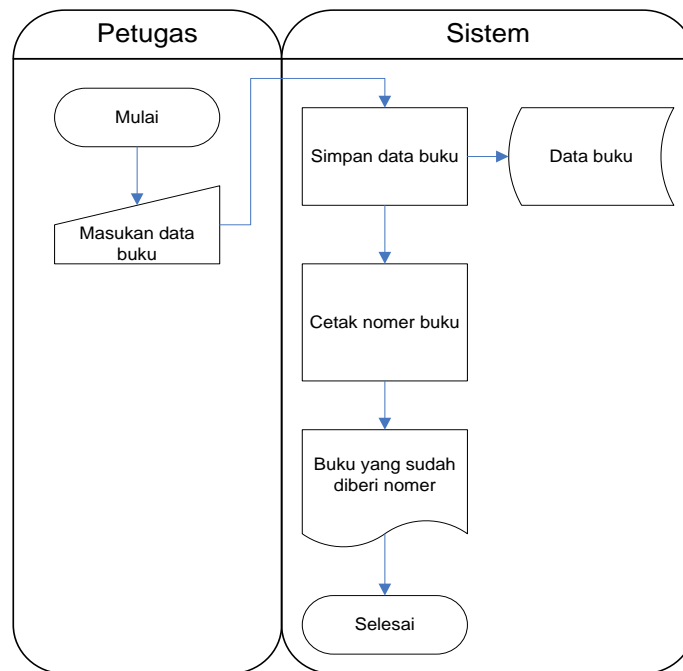 Petugas
Sistem
Mulai
Masukan data
buku
Simpan data buku
Data buku
Cetak nomer buku
Buku yang sudah
diberi nomer
Selesai